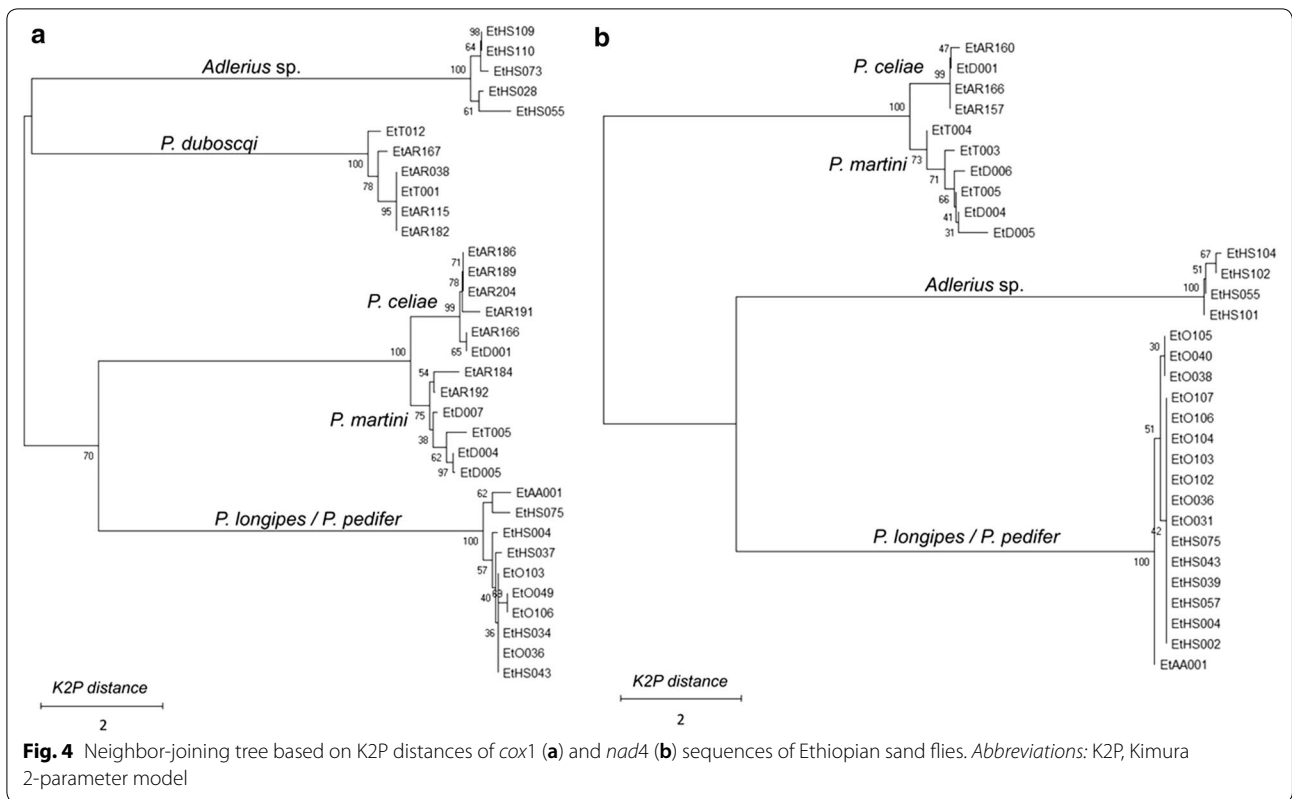 a
98
EtHS109
64
EtHS110
Adlerius sp.
100
EtHS073
EtHS028
61
EtHS055
EtT012
P. duboscqi
EtAR167
100
EtAR038
78
EtT001
95
EtAR115
EtAR182
EtAR186
71
EtAR189
78
EtAR204
P. celiae
99
EtAR191
EtAR166
100
65
EtD001
54
EtAR184
EtAR192
P. martini
75
EtD007
38
EtT005
62
EtD004
97
EtD005
70
62
EtAA001
P. longipes / P. pedifer
EtHS075
100
EtHS004
EtHS037
57
EtO103
40
EtO049
EtO106
36
EtHS034
EtO036
EtHS043
K2P distance
2
b
47
EtAR160
P. celiae
EtD001
99
EtAR166
100
EtAR157
EtT004
P. martini
73
EtT003
71
EtD006
66
EtT005
41
EtD004
31
EtD005
67
EtHS104
51
EtHS102
Adlerius sp.
100
EtHS055
EtHS101
EtO105
30
EtO040
EtO038
EtO107
EtO106
51
EtO104
EtO103
EtO102
EtO036
EtO031
42
P. longipes / P. pedifer
EtHS075
100
EtHS043
EtHS039
EtHS057
EtHS004
EtHS002
EtAA001
K2P distance
2
Fig. 4 Neighbor-joining tree based on K2P distances of cox1 (a) and nad4 (b) sequences of Ethiopian sand flies. Abbreviations: K2P, Kimura
2-parameter model